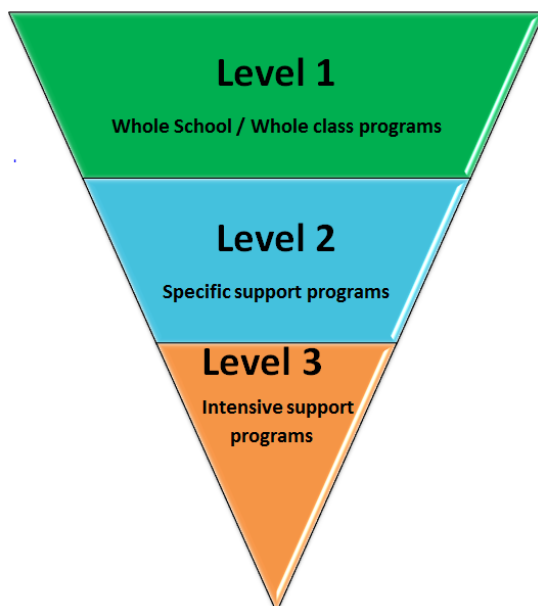 Level 1
Whole School / Whole class programs
Level 2
Specific support programs
Level 3
Intensive support
programs